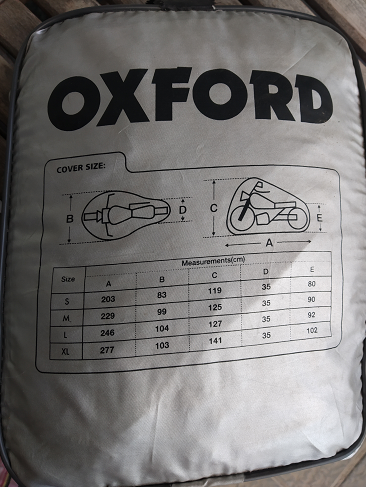 OXFORD
COVER SIZE:
B D C E
A
Measurements(cm)
Size A B C D E
S 203 83 119 35 80
M 229 99 125 35 90
L 246 104 127 35 92
XL 277 103 141 35 102